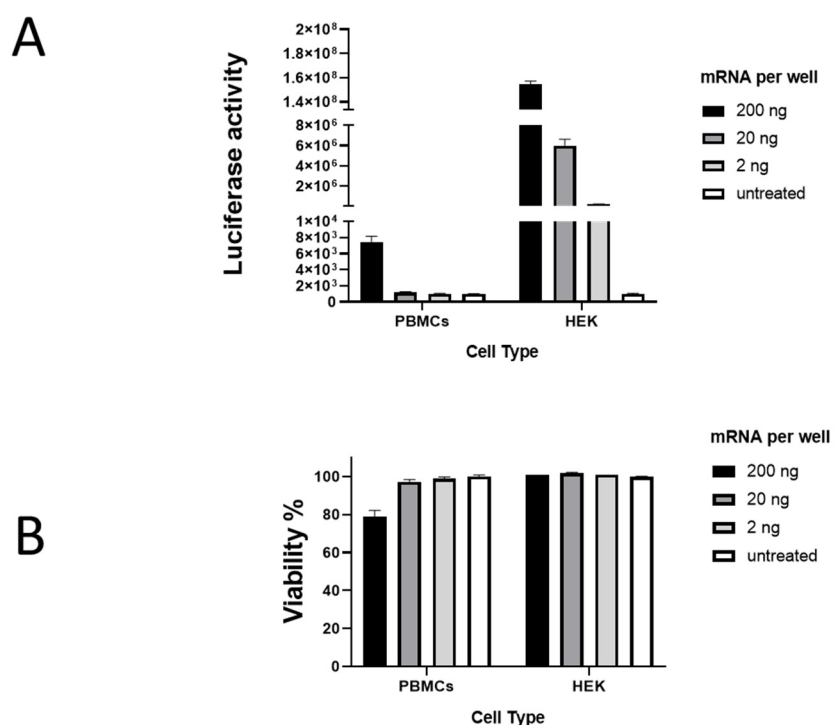 A
Luciferase activity
2×10⁸
1.8×10⁸
1.6×10⁸
1.4×10⁸
8×10⁶
6×10⁶
4×10⁶
2×10⁶
1×10⁴
8×10³
6×10³
4×10³
2×10³
0
PBMCs
HEK
Cell Type
mRNA per well
200 ng
20 ng
2 ng
untreated
B
Viability %
100
80
60
40
20
0
PBMCs
HEK
Cell Type
mRNA per well
200 ng
20 ng
2 ng
untreated